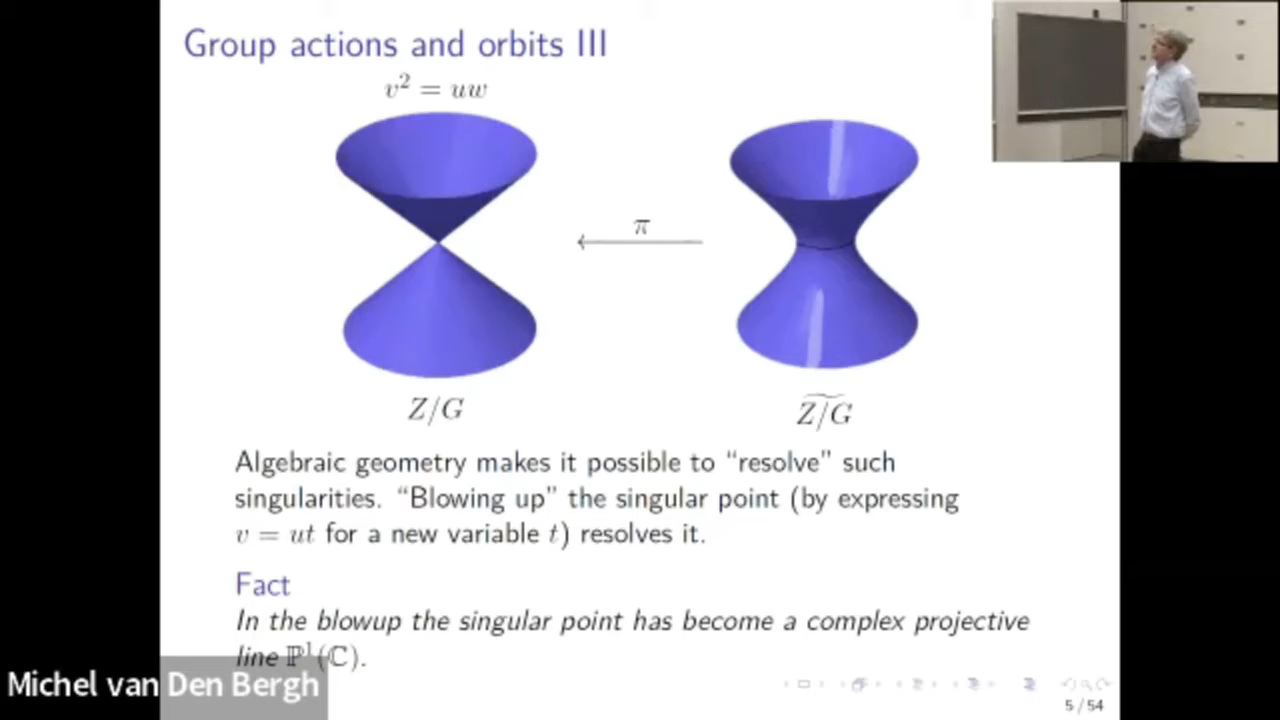 Group actions and orbits III
v² = uw
π
Z/G
\widetilde{Z/G}
Algebraic geometry makes it possible to “resolve” such
singularities. “Blowing up” the singular point (by expressing
v = ut for a new variable t) resolves it.
Fact
In the blowup the singular point has become a complex projective
line ℙ¹(ℂ).
Michel van Den Bergh
5 / 54